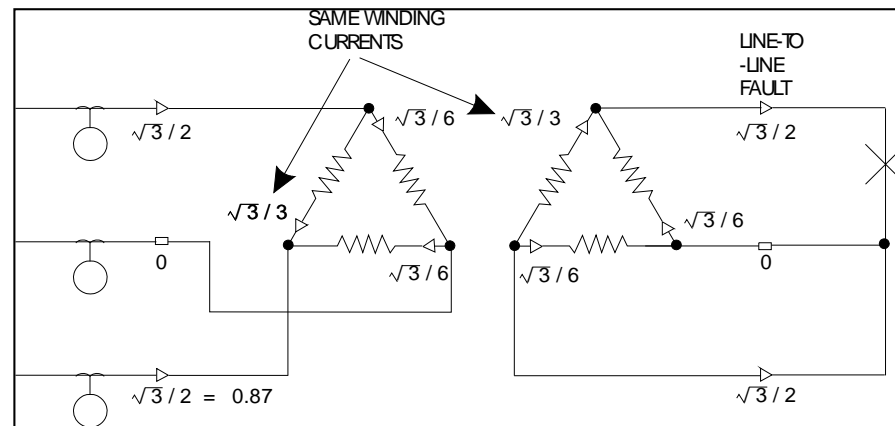 SAME WINDING
CURRENTS
LINE-TO
-LINE
FAULT
√3 / 2
√3 / 6
√3 / 3
√3 / 2
√3 / 3
√3 / 6
0
√3 / 6
√3 / 6
0
√3 / 2 = 0.87
√3 / 2